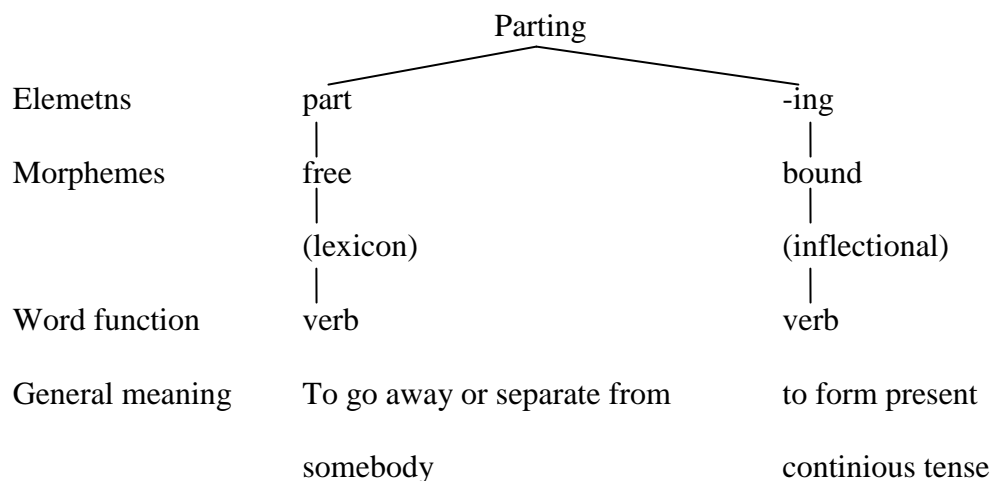 Parting
Elemetns part -ing
Morphemes free bound
(lexicon) (inflectional)
Word function verb verb
General meaning To go away or separate from to form present
somebody continious tense